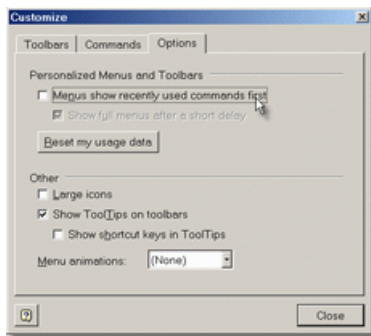 Customize
Toolbars Commands Options
Personalized Menus and Toolbars
Menus show recently used commands first
Show full menus after a short delay
Reset my usage data
Other
Large icons
Show ToolTips on toolbars
Show shortcut keys in ToolTips
Menu animations: (None)
Close